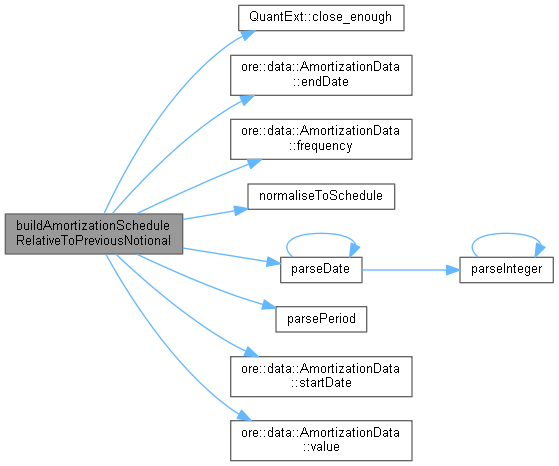 QuantExt::close_enough
ore::data::AmortizationData
::endDate
ore::data::AmortizationData
::frequency
buildAmortizationSchedule
RelativeToPreviousNotional
normaliseToSchedule
parseDate
parseInteger
parsePeriod
ore::data::AmortizationData
::startDate
ore::data::AmortizationData
::value